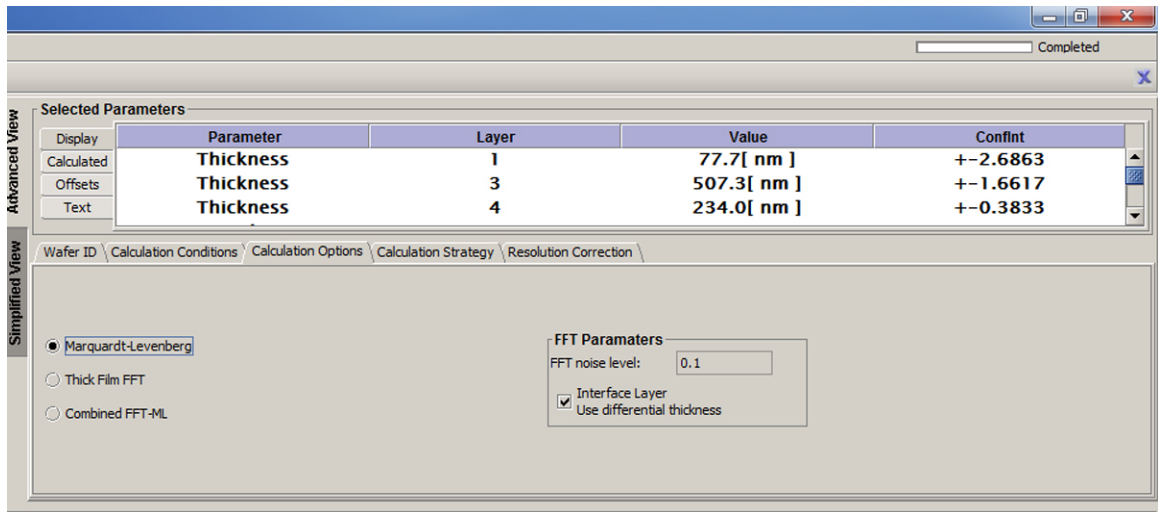 Completed
Advanced View
Simplified View
Selected Parameters
Display
Calculated
Offsets
Text
Parameter Layer Value ConfInt
Thickness 1 77.7[ nm ] +-2.6863
Thickness 3 507.3[ nm ] +-1.6617
Thickness 4 234.0[ nm ] +-0.3833
Wafer ID Calculation Conditions Calculation Options Calculation Strategy Resolution Correction
Marquardt-Levenberg
Thick Film FFT
Combined FFT-ML
FFT Paramaters
FFT noise level: 0.1
Interface Layer
Use differential thickness